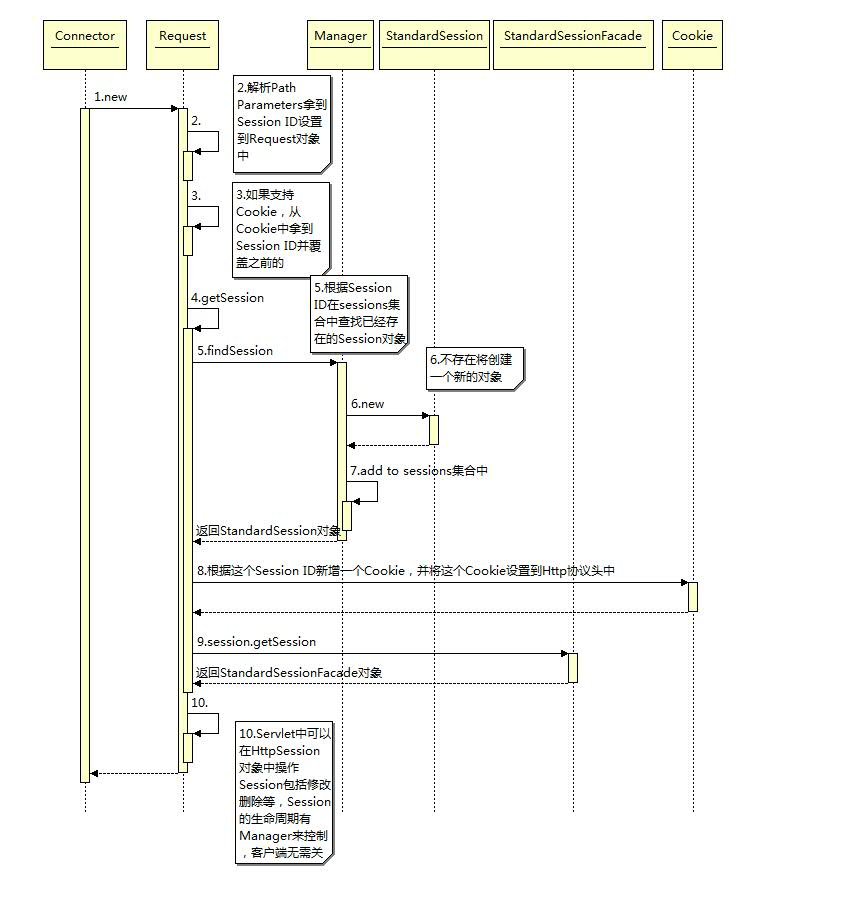 Connector
Request
Manager
StandardSession
StandardSessionFacade
Cookie
1.new
2.
2.解析Path
Parameters拿到
Session ID设置
到Request对象
中
3.
3.如果支持
Cookie，从
Cookie中拿到
Session ID并覆
盖之前的
4.getSession
5.根据Session
ID在sessions集
合中查找已经存
在的Session对象
5.findSession
6.不存在将创建
一个新的对象
6.new
7.add to sessions集合中
返回StandardSession对象
8.根据这个Session ID新增一个Cookie，并将这个Cookie设置到Http协议头中
9.session.getSession
返回StandardSessionFacade对象
10.
10.Servlet中可以
在HttpSession
对象中操作
Session包括修改
删除等，Session
的生命周期有
Manager来控制
，客户端无需关